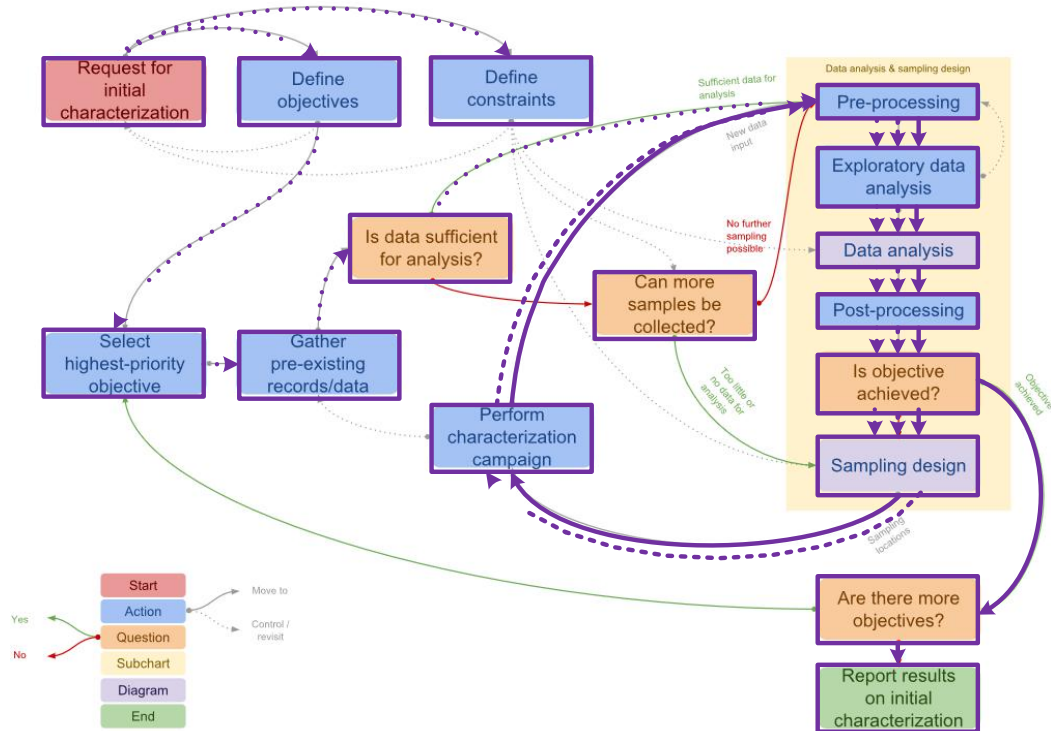 Request for
initial
characterization
Define
objectives
Define
constraints
Sufficient data for
analysis
Data analysis & sampling design
Pre-processing
New data
input
Exploratory data
analysis
Is data sufficient
for analysis?
No further
sampling
possible
Data analysis
Can more
samples be
collected?
Post-processing
Select
highest-priority
objective
Gather
pre-existing
records/data
Is objective
achieved?
Objective
achieved
Too little or
no data for
analysis
Perform
characterization
campaign
Sampling design
Sampling
locations
Are there more
objectives?
Report results
on initial
characterization
Start
Action
Question
Subchart
Diagram
End
Yes
No
Move to
Control /
revisit